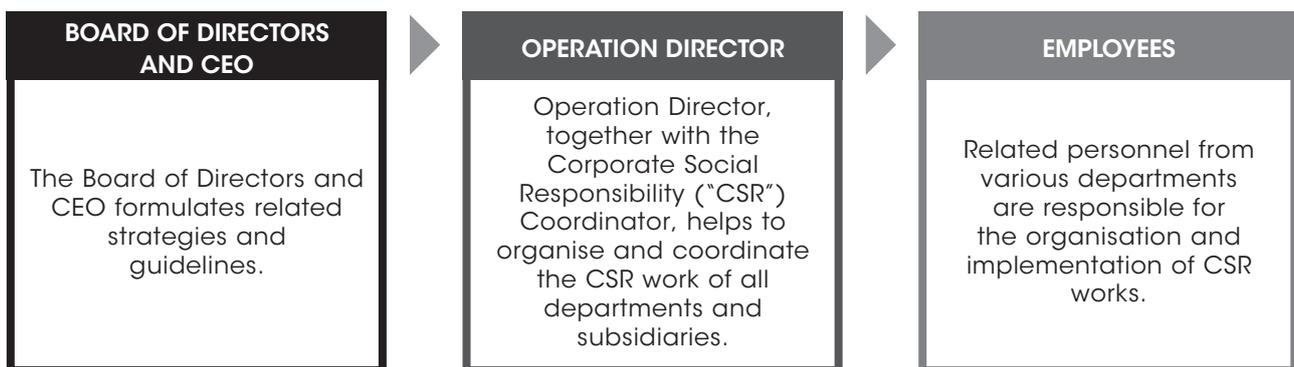 BOARD OF DIRECTORS
AND CEO
The Board of Directors and
CEO formulates related
strategies and
guidelines.
OPERATION DIRECTOR
Operation Director,
together with the
Corporate Social
Responsibility (“CSR”)
Coordinator, helps to
organise and coordinate
the CSR work of all
departments and
subsidiaries.
EMPLOYEES
Related personnel from
various departments
are responsible for
the organisation and
implementation of CSR
works.